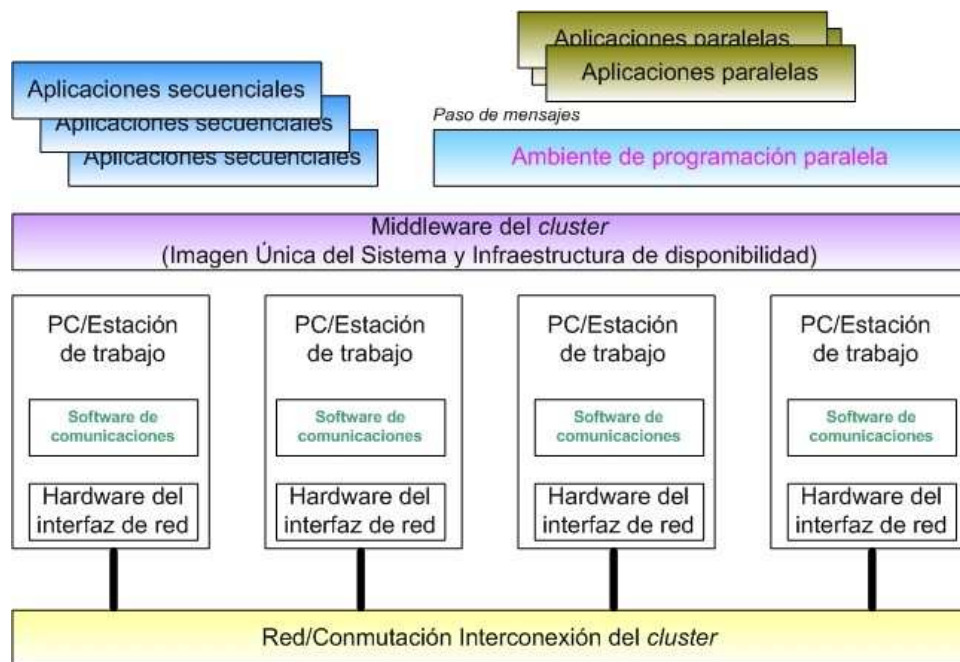 Aplicaciones paralelas
Aplicaciones paralelas
Aplicaciones secuenciales
Aplicaciones secuenciales
Aplicaciones secuenciales
Paso de mensajes
Ambiente de programación paralela
Middleware del cluster
(Imagen Única del Sistema y Infraestructura de disponibilidad)
PC/Estación
de trabajo
Software de
comunicaciones
Hardware del
interfaz de red
PC/Estación
de trabajo
Software de
comunicaciones
Hardware del
interfaz de red
PC/Estación
de trabajo
Software de
comunicaciones
Hardware del
interfaz de red
PC/Estación
de trabajo
Software de
comunicaciones
Hardware del
interfaz de red
Red/Conmutación Interconexión del cluster